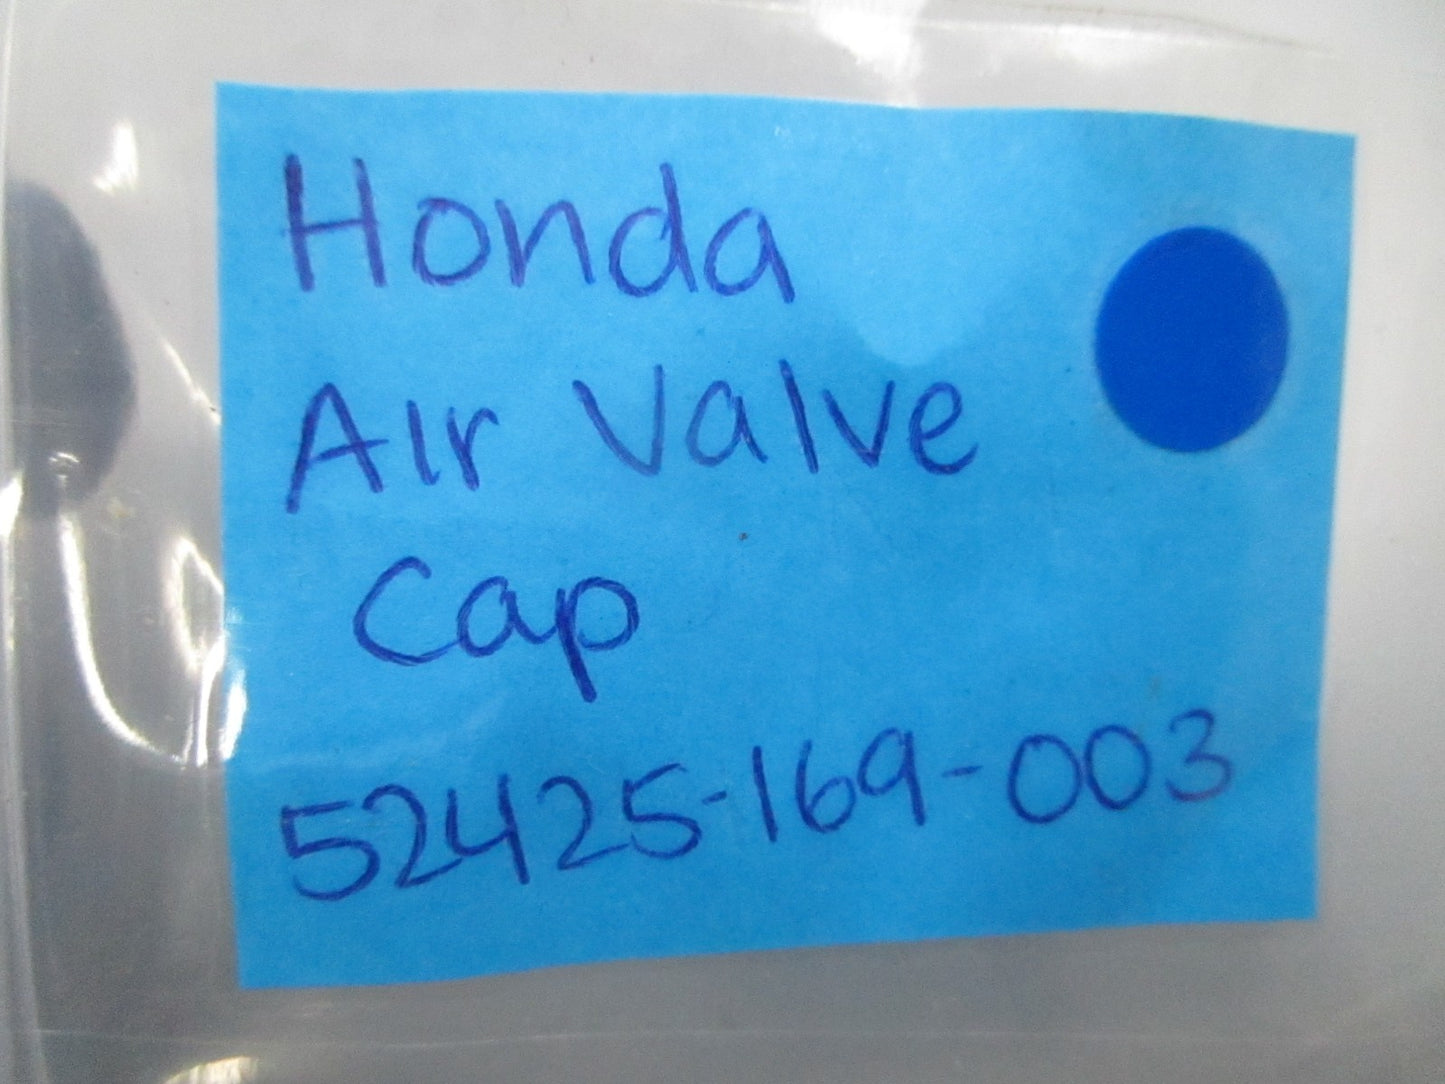 Honda
Air Valve
Cap
52425-169-003